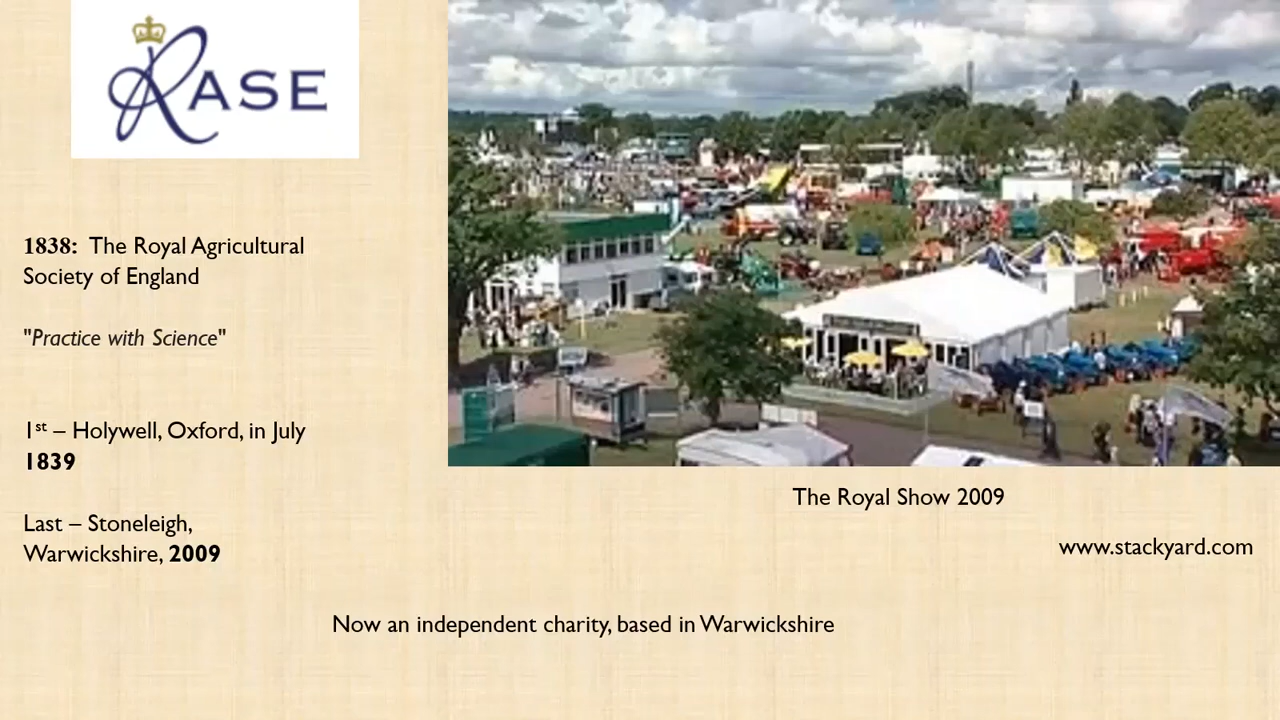 RASE
1838: The Royal Agricultural
Society of England
"Practice with Science"
1st – Holywell, Oxford, in July
1839
Last – Stoneleigh,
Warwickshire, 2009
The Royal Show 2009
www.stackyard.com
Now an independent charity, based in Warwickshire